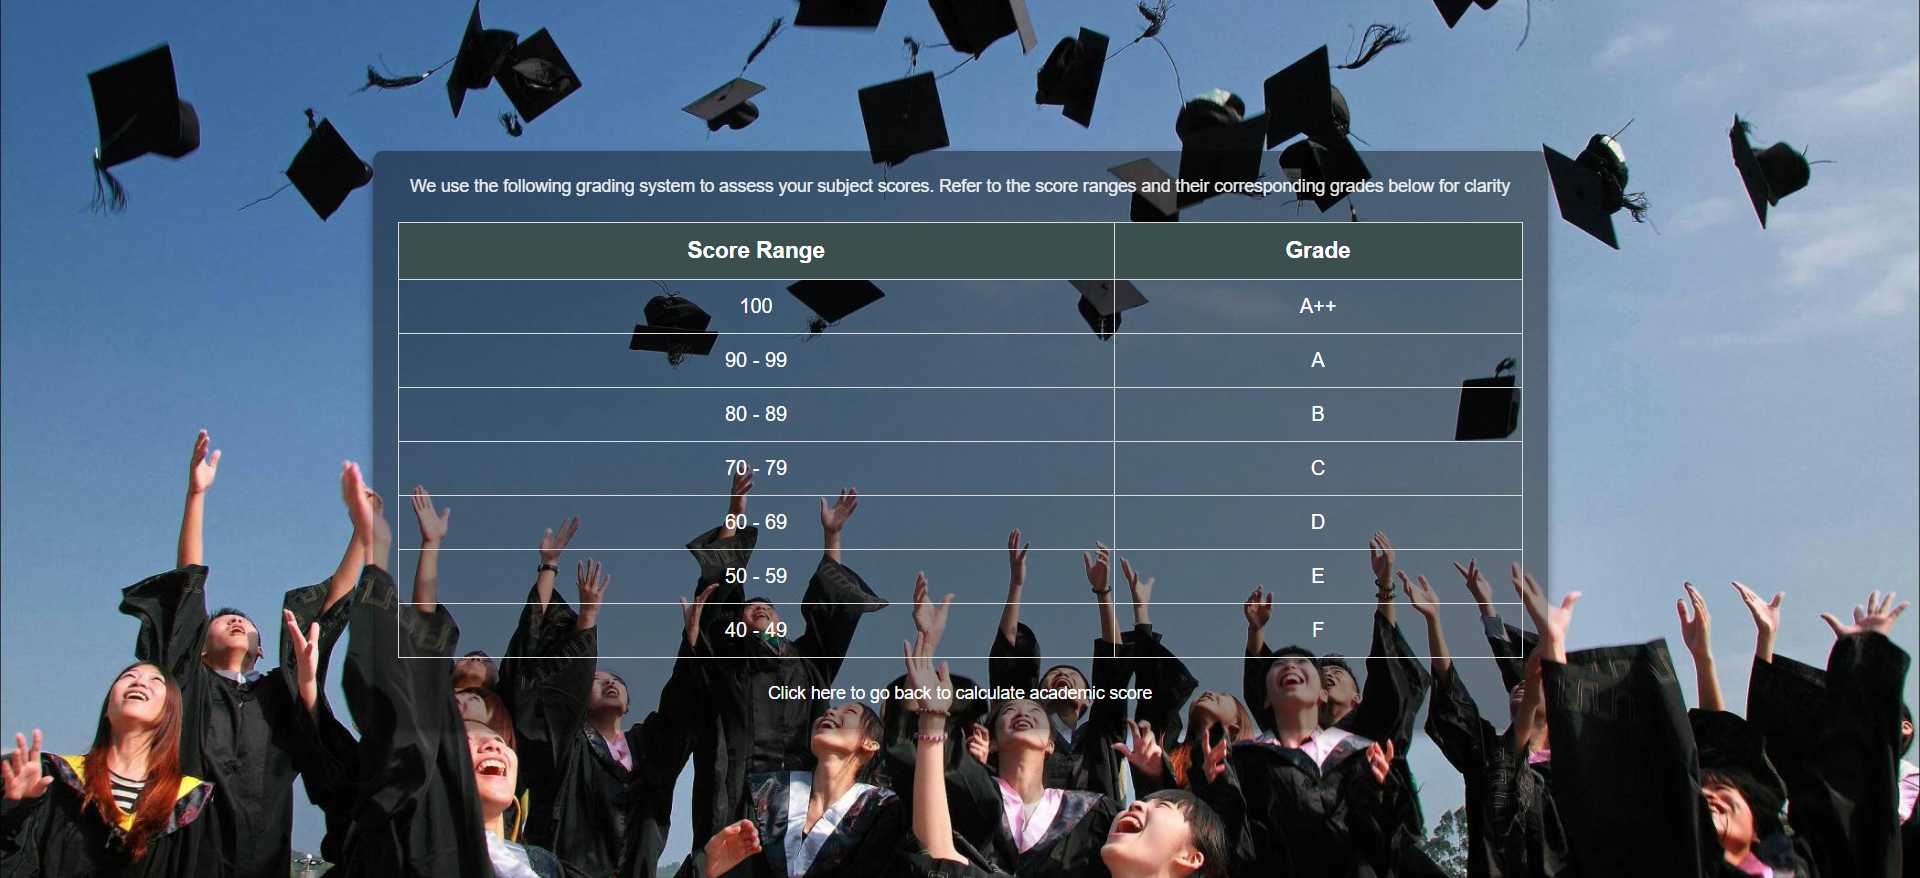 We use the following grading system to assess your subject scores. Refer to the score ranges and their corresponding grades below for clarity
Score Range Grade
100 A++
90 - 99 A
80 - 89 B
70 - 79 C
60 - 69 D
50 - 59 E
40 - 49 F
Click here to go back to calculate academic score